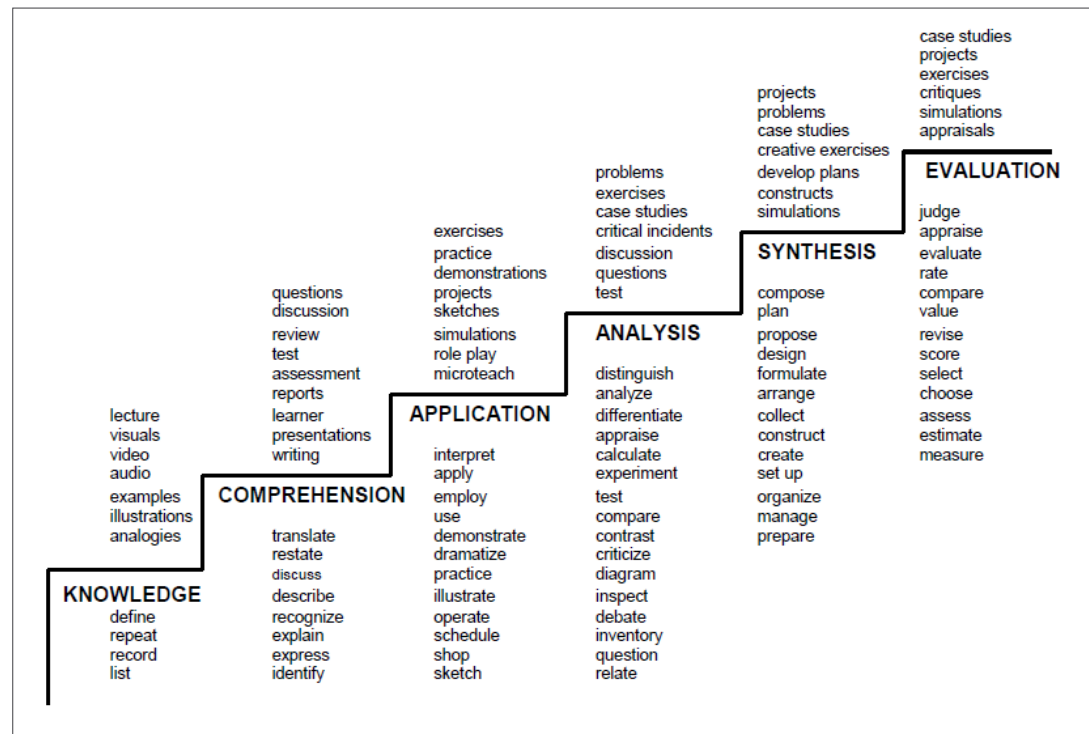 lecture
visuals
video
audio
examples
illustrations
analogies
KNOWLEDGE
define
repeat
record
list
questions
discussion
review
test
assessment
reports
learner
presentations
writing
COMPREHENSION
translate
restate
discuss
describe
recognize
explain
express
identify
exercises
practice
demonstrations
projects
sketches
simulations
role play
microteach
APPLICATION
interpret
apply
employ
use
demonstrate
dramatize
practice
illustrate
operate
schedule
shop
sketch
problems
exercises
case studies
critical incidents
discussion
questions
test
ANALYSIS
distinguish
analyze
differentiate
appraise
calculate
experiment
test
compare
contrast
criticize
diagram
inspect
debate
inventory
question
relate
projects
problems
case studies
creative exercises
develop plans
constructs
simulations
SYNTHESIS
compose
plan
propose
design
formulate
arrange
collect
construct
create
set up
organize
manage
prepare
case studies
projects
exercises
critiques
simulations
appraisals
EVALUATION
judge
appraise
evaluate
rate
compare
value
revise
score
select
choose
assess
estimate
measure